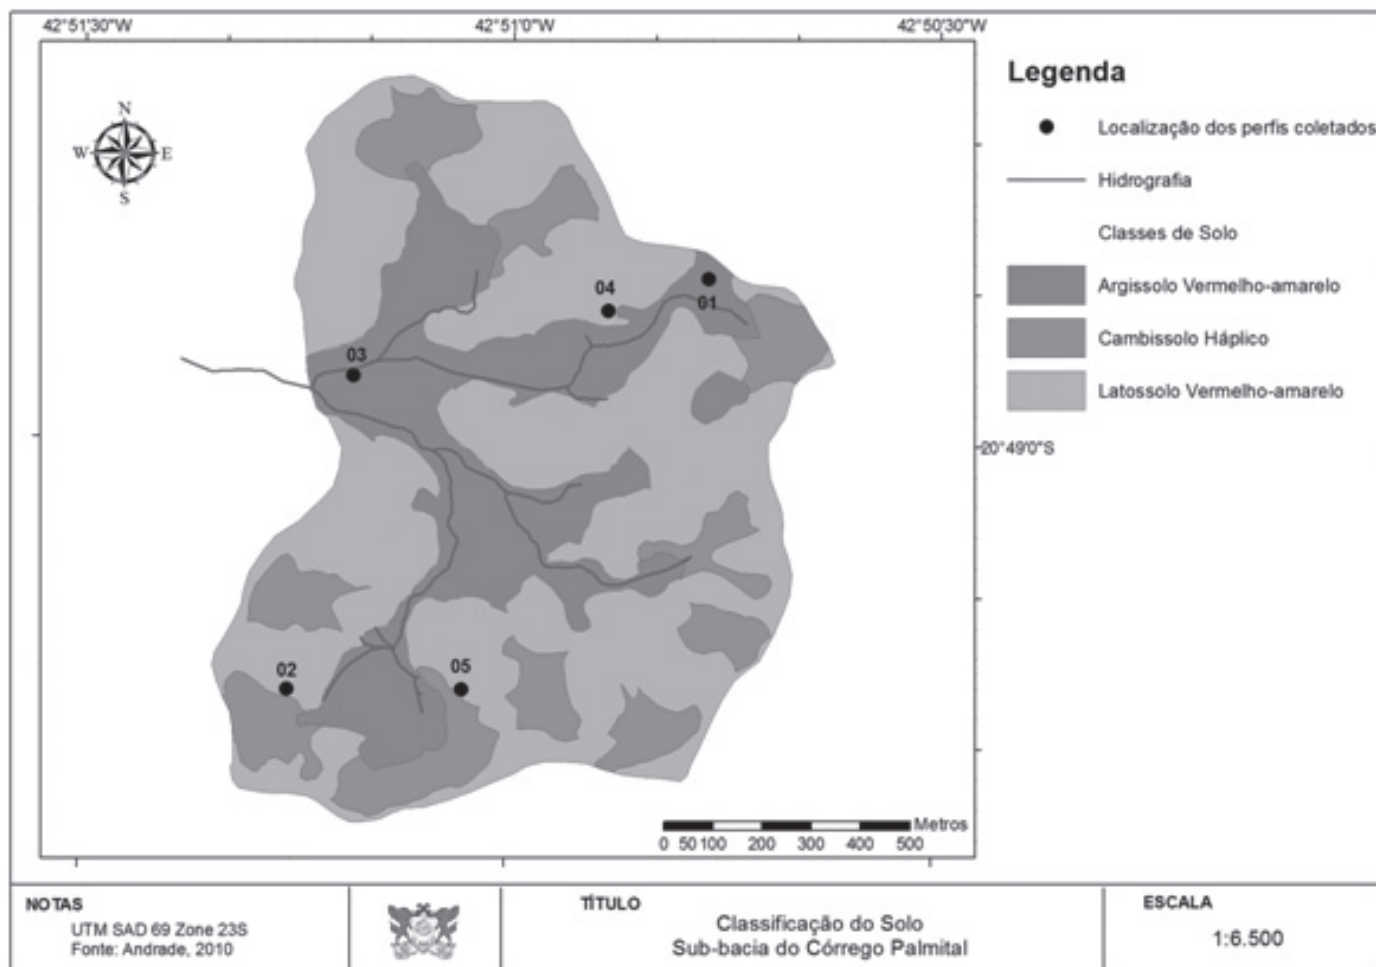 42°51'30"W
42°51'0"W
42°50'30"W
Legenda
Localização dos perfis coletados
Hidrografia
Classes de Solo
Argissolo Vermelho-amarelo
Cambissolo Háplico
Latossolo Vermelho-amarelo
N
W
E
S
04
01
03
20°49'0"S
02
05
Metros
0 50 100 200 300 400 500
NOTAS
UTM SAD 69 Zone 23S
Fonte: Andrade, 2010
TÍTULO
Classificação do Solo
Sub-bacia do Córrego Palmital
ESCALA
1:6.500